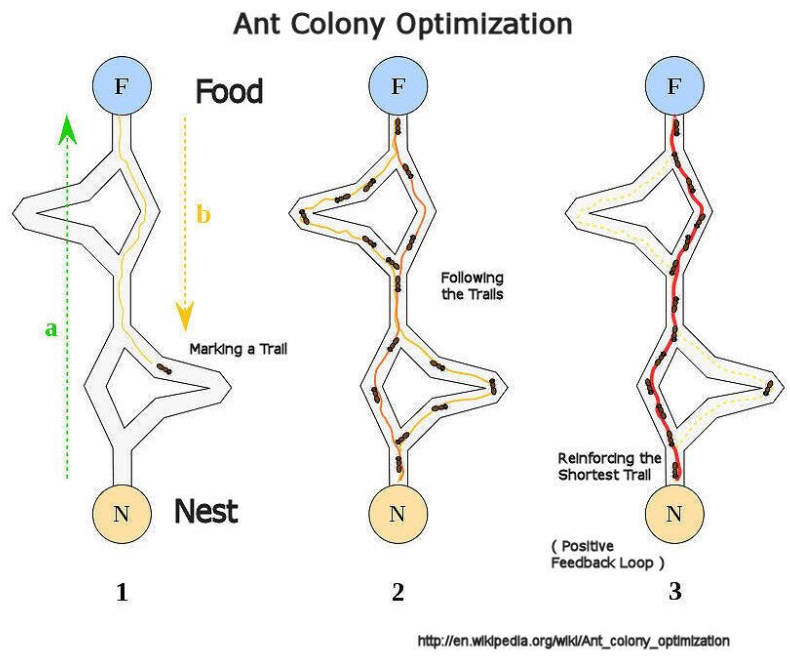 Ant Colony Optimization
F
Food
F
F
b
a
Following
the Trails
Marking a Trail
Reinforcing the
Shortest Trail
N
Nest
N
N
( Positive
Feedback Loop )
1
2
3
http://en.wikipedia.org/wiki/Ant_colony_optimization